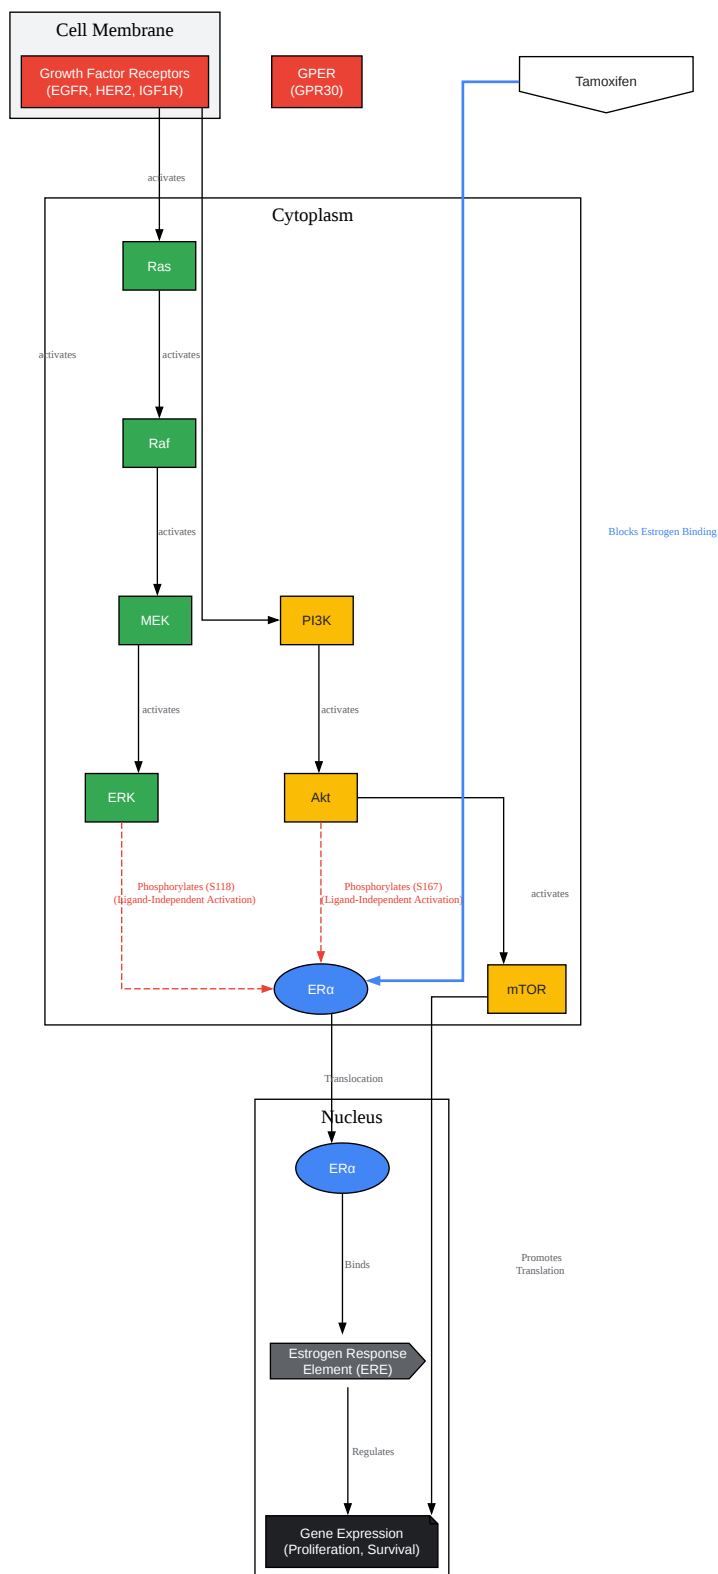 Cell Membrane
Growth Factor Receptors
(EGFR, HER2, IGF1R)
GPER
(GPR30)
Tamoxifen
activates
Cytoplasm
Ras
activates
activates
Raf
activates
Blocks Estrogen Binding
MEK
PI3K
activates
activates
ERK
Akt
Phosphorylates (S118)
(Ligand-Independent Activation)
Phosphorylates (S167)
(Ligand-Independent Activation)
activates
ERα
mTOR
Translocation
Nucleus
ERα
Binds
Promotes
Translation
Estrogen Response
Element (ERE)
Regulates
Gene Expression
(Proliferation, Survival)